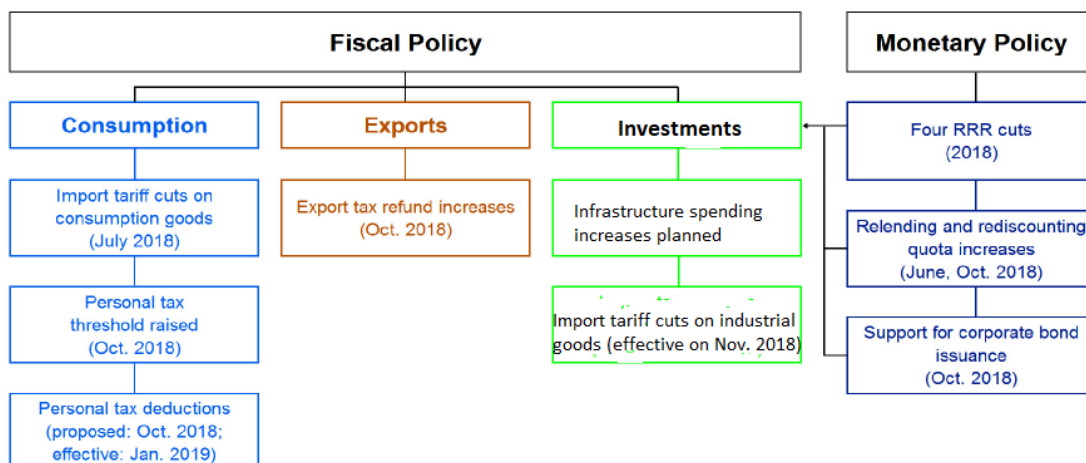 Fiscal Policy
Monetary Policy
Consumption
Exports
Investments
Four RRR cuts
(2018)
Import tariff cuts on
consumption goods
(July 2018)
Export tax refund increases
(Oct. 2018)
Infrastructure spending
increases planned
Relending and rediscounting
quota increases
(June, Oct. 2018)
Personal tax
threshold raised
(Oct. 2018)
Import tariff cuts on industrial
goods (effective on Nov. 2018)
Support for corporate bond
issuance
(Oct. 2018)
Personal tax deductions
(proposed: Oct. 2018;
effective: Jan. 2019)